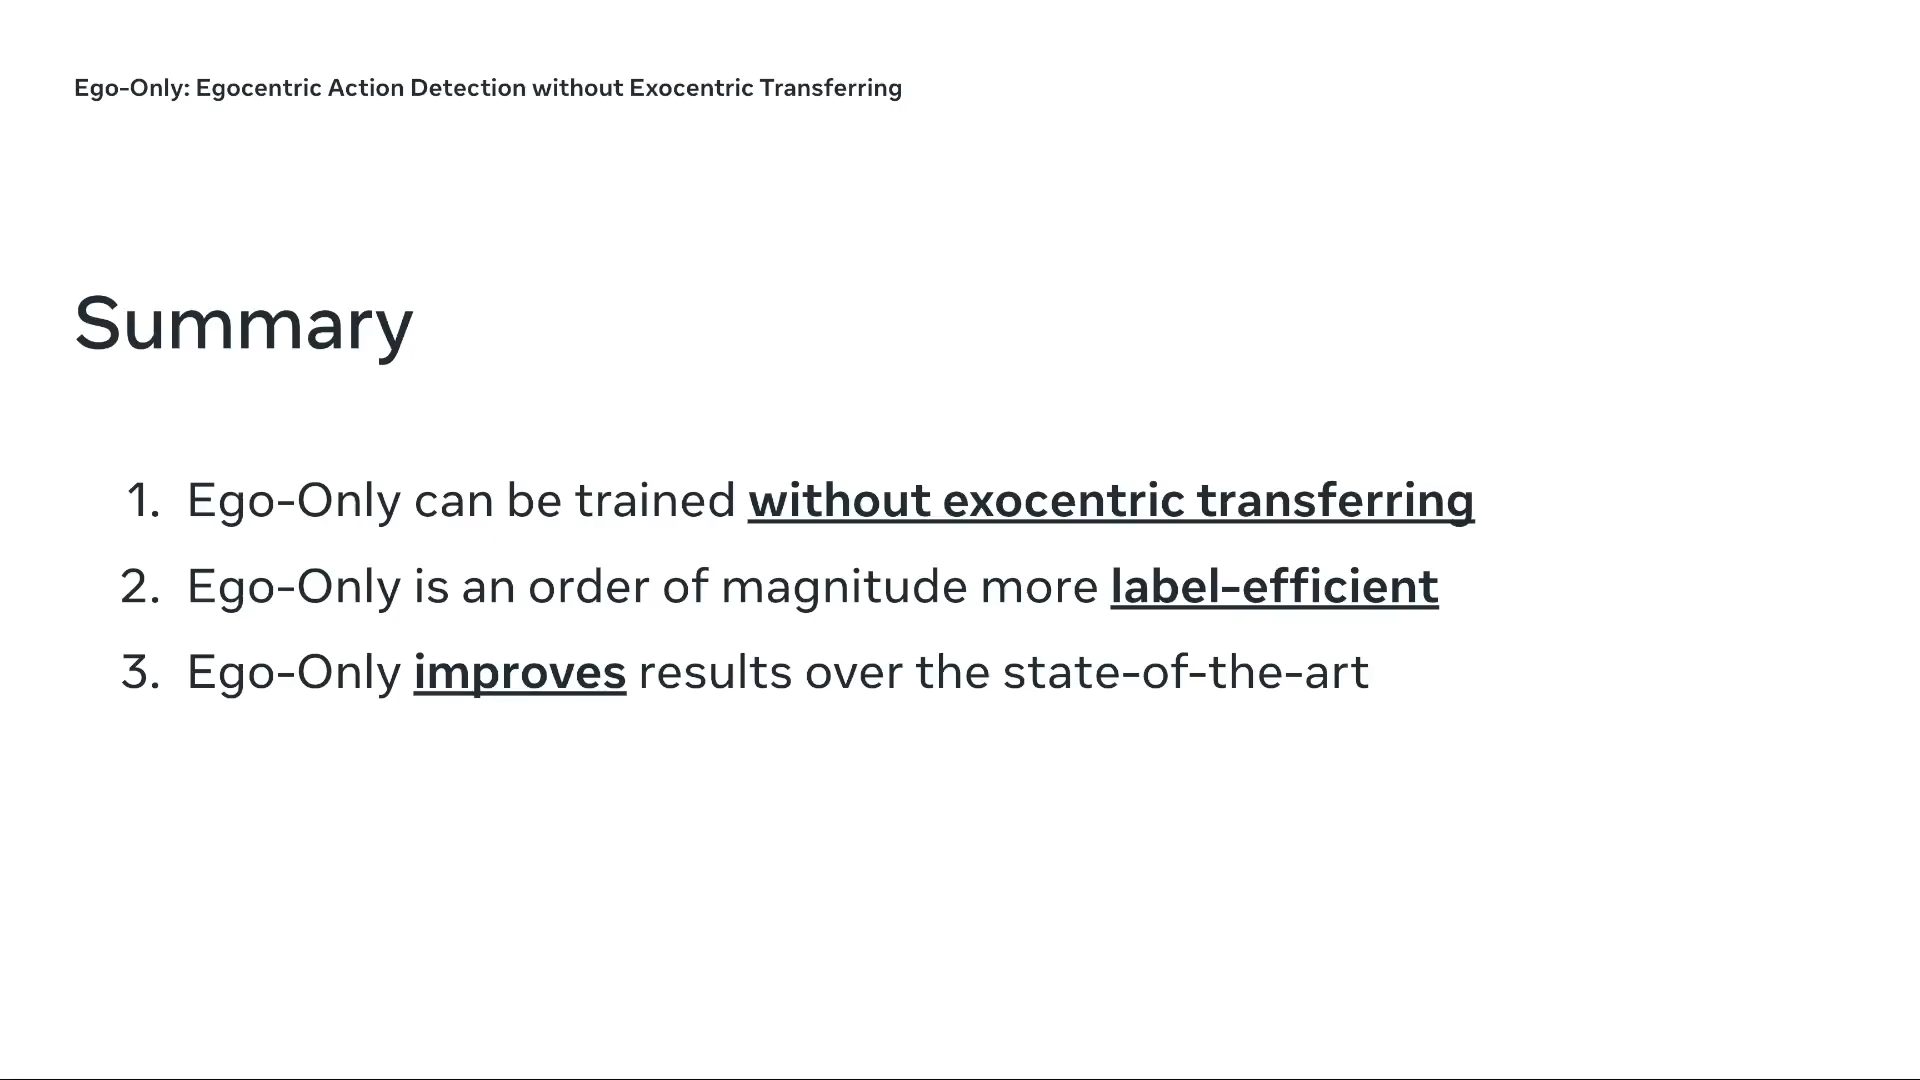 Ego-Only: Egocentric Action Detection without Exocentric Transferring
Summary
1. Ego-Only can be trained without exocentric transferring
2. Ego-Only is an order of magnitude more label-efficient
3. Ego-Only improves results over the state-of-the-art